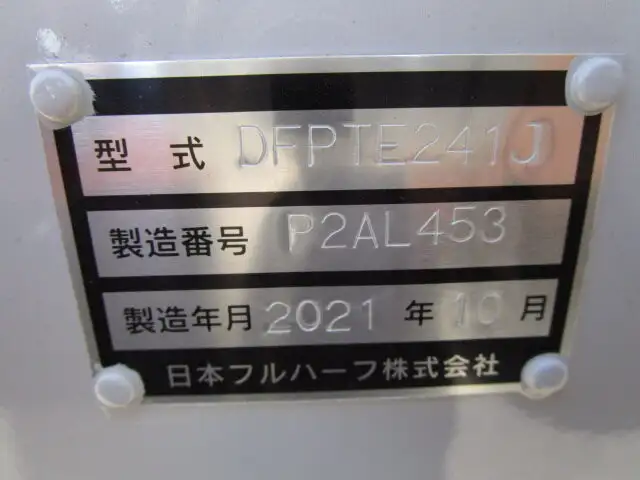 型 式 DFPTE241J
製造番号 P2AL453
製造年月 2021 年 10 月
日本フルハーフ株式会社